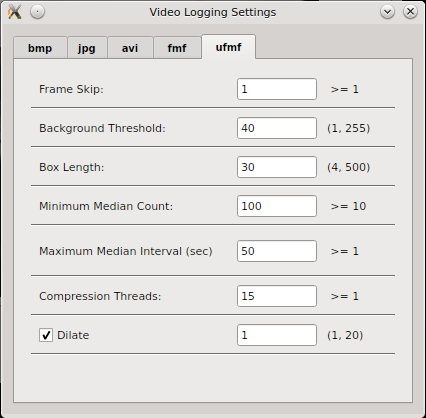 Video Logging Settings
bmp jpg avi fmf ufmf
Frame Skip: 1 >= 1
Background Threshold: 40 (1, 255)
Box Length: 30 (4, 500)
Minimum Median Count: 100 >= 10
Maximum Median Interval (sec) 50 >= 1
Compression Threads: 15 >= 1
Dilate 1 (1, 20)